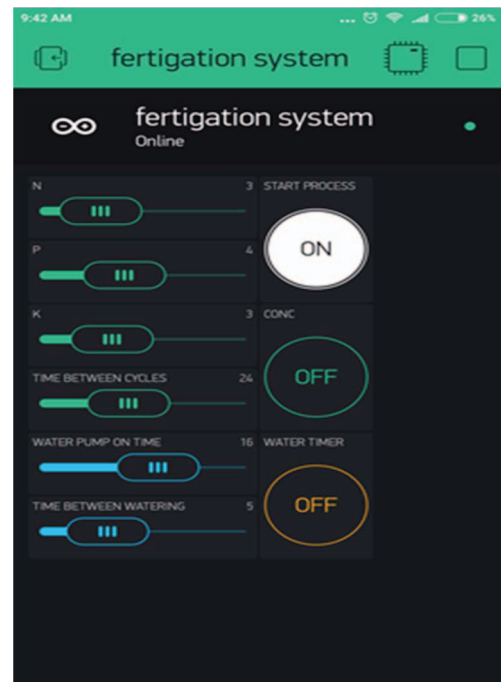 9:42 AM ... 26%
fertigation system
fertigation system
Online
N 3 START PROCESS
ON
P 4
K 3 CONC
OFF
TIME BETWEEN CYCLES 24
WATER PUMP ON TIME 16 WATER TIMER
OFF
TIME BETWEEN WATERING 5